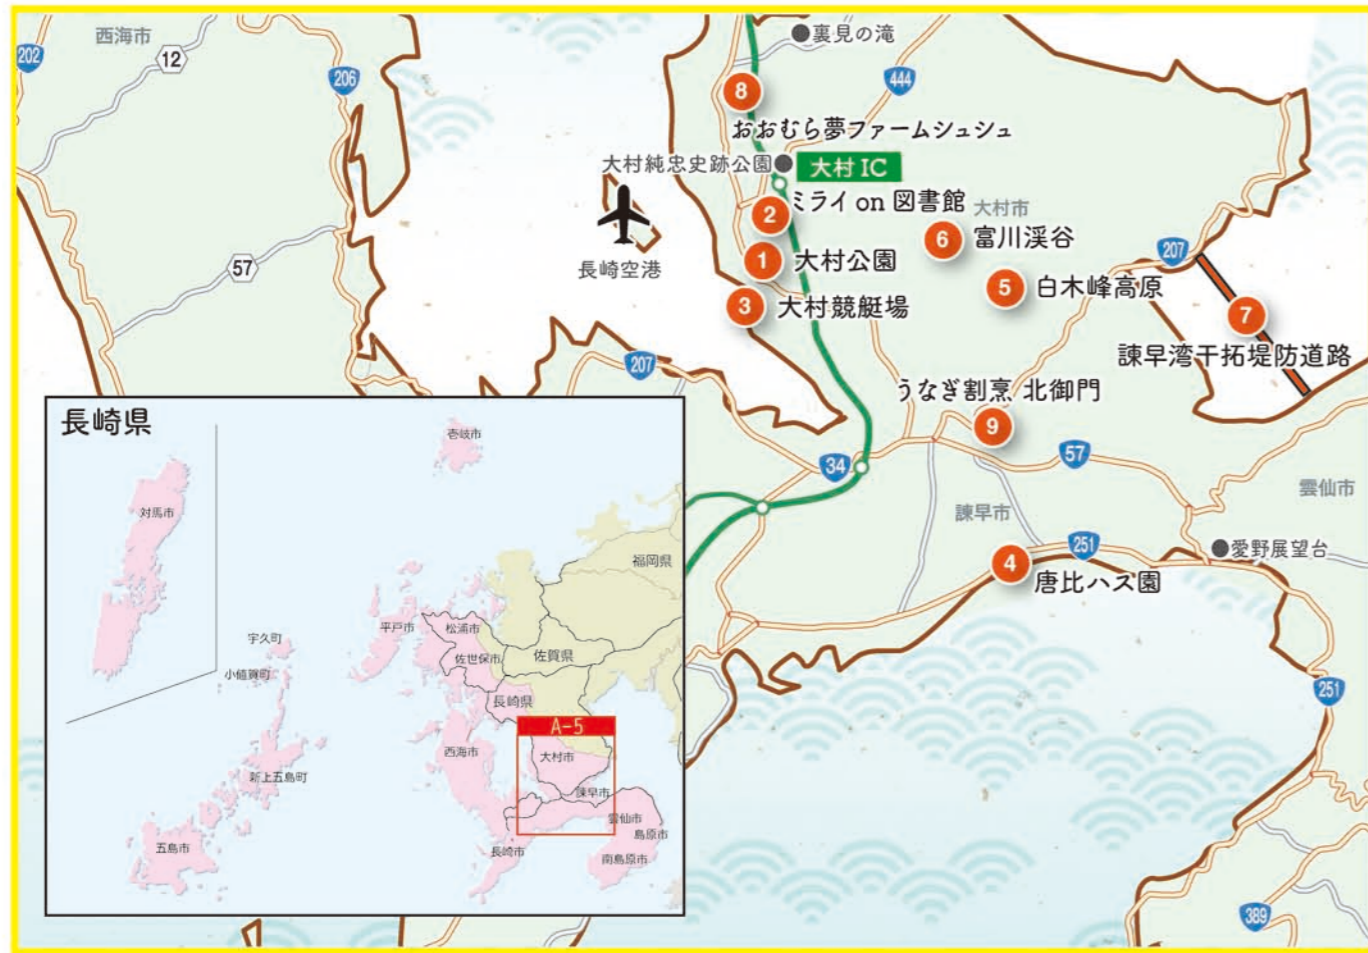 西海市
裏見の滝
202
12
206
444
8
おおむら夢ファームシュシュ
大村純忠史跡公園
大村 IC
ミライ on 図書館
2
大村市
6
富川渓谷
57
長崎空港
1
大村公園
207
5
白木峰高原
3
大村競艇場
7
諫早湾干拓堤防道路
207
うなぎ割烹 北御門
9
34
57
雲仙市
諫早市
251
愛野展望台
4
唐比ハス園
251
389
長崎県
壱岐市
対馬市
福岡県
平戸市
松浦市
宇久町
佐世保市
佐賀県
小値賀町
長崎県
A-5
西海市
大村市
新上五島町
諫早市
雲仙市
島原市
五島市
長崎市
南島原市